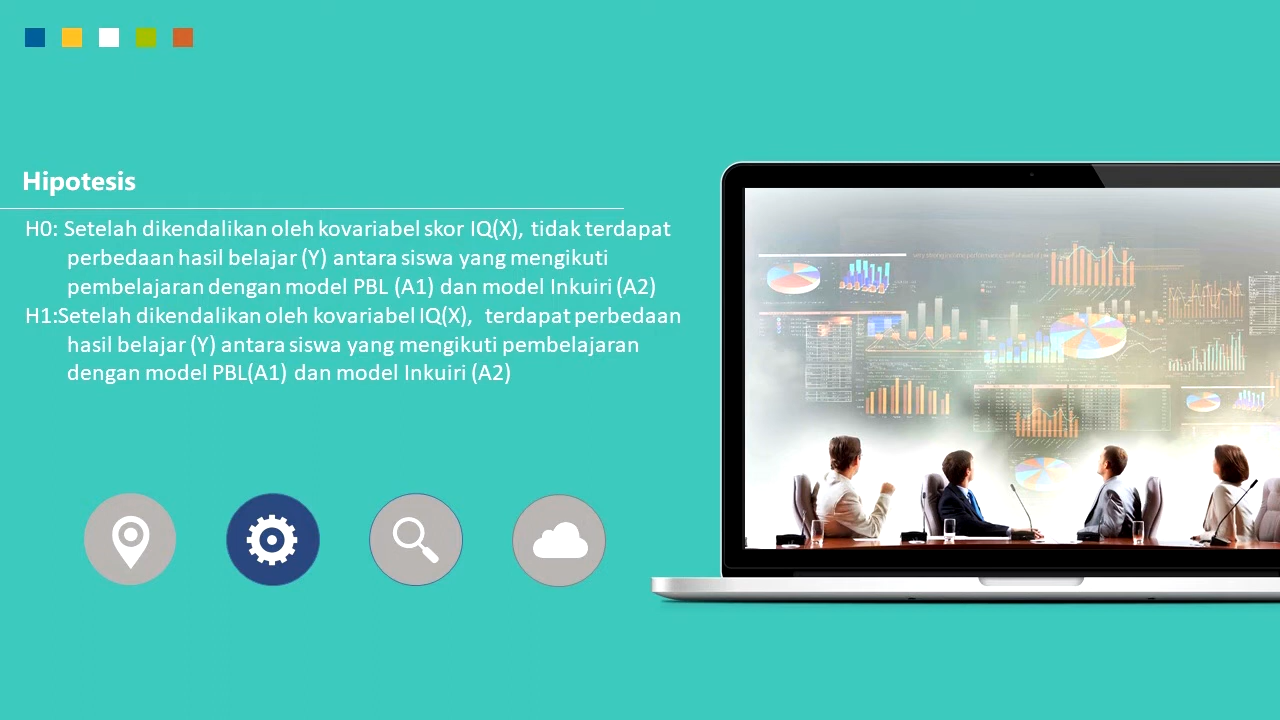 Hipotesis
H0: Setelah dikendalikan oleh kovariabel skor IQ(X), tidak terdapat
perbedaan hasil belajar (Y) antara siswa yang mengikuti
pembelajaran dengan model PBL (A1) dan model Inkuiri (A2)
H1:Setelah dikendalikan oleh kovariabel IQ(X), terdapat perbedaan
hasil belajar (Y) antara siswa yang mengikuti pembelajaran
dengan model PBL(A1) dan model Inkuiri (A2)